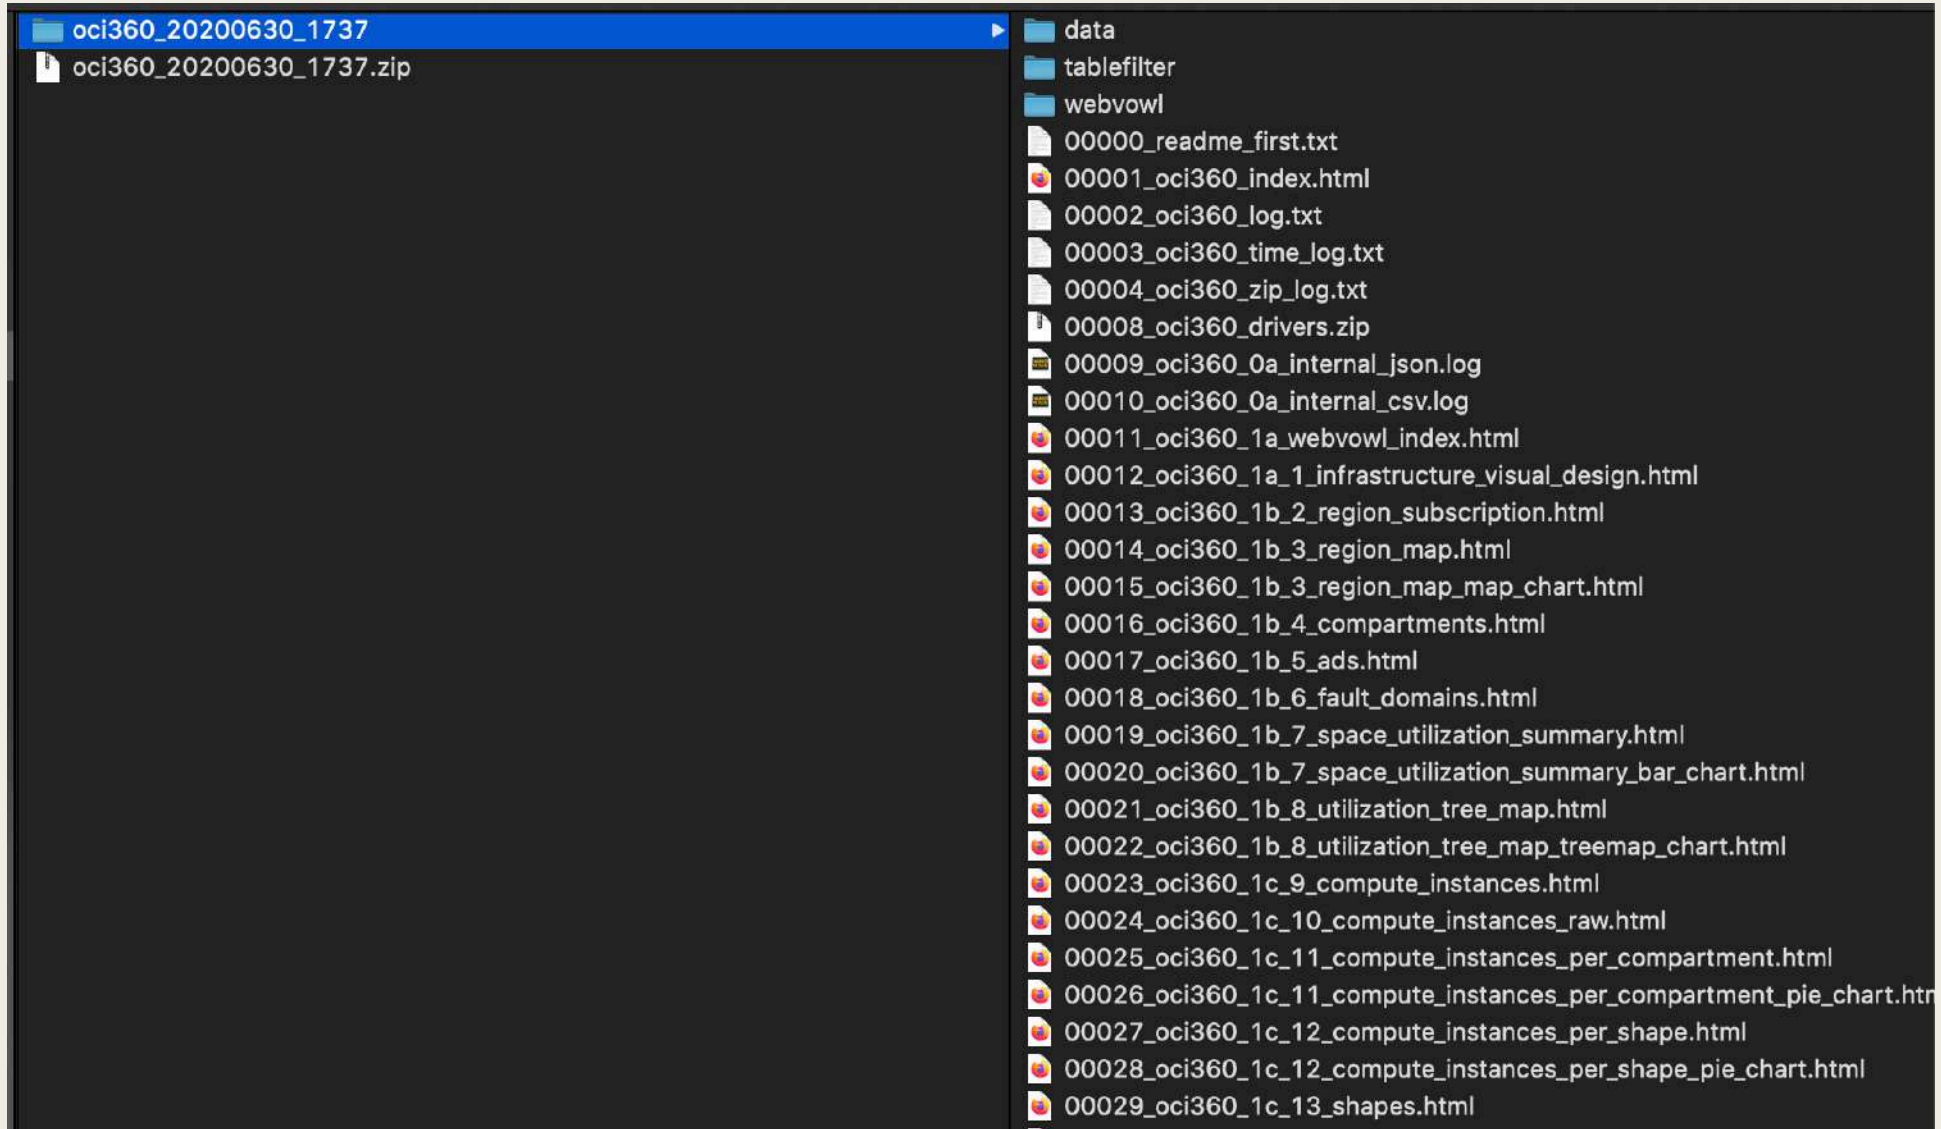 oci360_20200630_1737
oci360_20200630_1737.zip
data
tablefilter
webvowl
00000_readme_first.txt
00001_oci360_index.html
00002_oci360_log.txt
00003_oci360_time_log.txt
00004_oci360_zip_log.txt
00008_oci360_drivers.zip
00009_oci360_0a_internal_json.log
00010_oci360_0a_internal_csv.log
00011_oci360_1a_webvowl_index.html
00012_oci360_1a_1_infrastructure_visual_design.html
00013_oci360_1b_2_region_subscription.html
00014_oci360_1b_3_region_map.html
00015_oci360_1b_3_region_map_map_chart.html
00016_oci360_1b_4_compartments.html
00017_oci360_1b_5_ads.html
00018_oci360_1b_6_fault_domains.html
00019_oci360_1b_7_space_utilization_summary.html
00020_oci360_1b_7_space_utilization_summary_bar_chart.html
00021_oci360_1b_8_utilization_tree_map.html
00022_oci360_1b_8_utilization_tree_map_treemap_chart.html
00023_oci360_1c_9_compute_instances.html
00024_oci360_1c_10_compute_instances_raw.html
00025_oci360_1c_11_compute_instances_per_compartment.html
00026_oci360_1c_11_compute_instances_per_compartment_pie_chart.htm
00027_oci360_1c_12_compute_instances_per_shape.html
00028_oci360_1c_12_compute_instances_per_shape_pie_chart.html
00029_oci360_1c_13_shapes.html